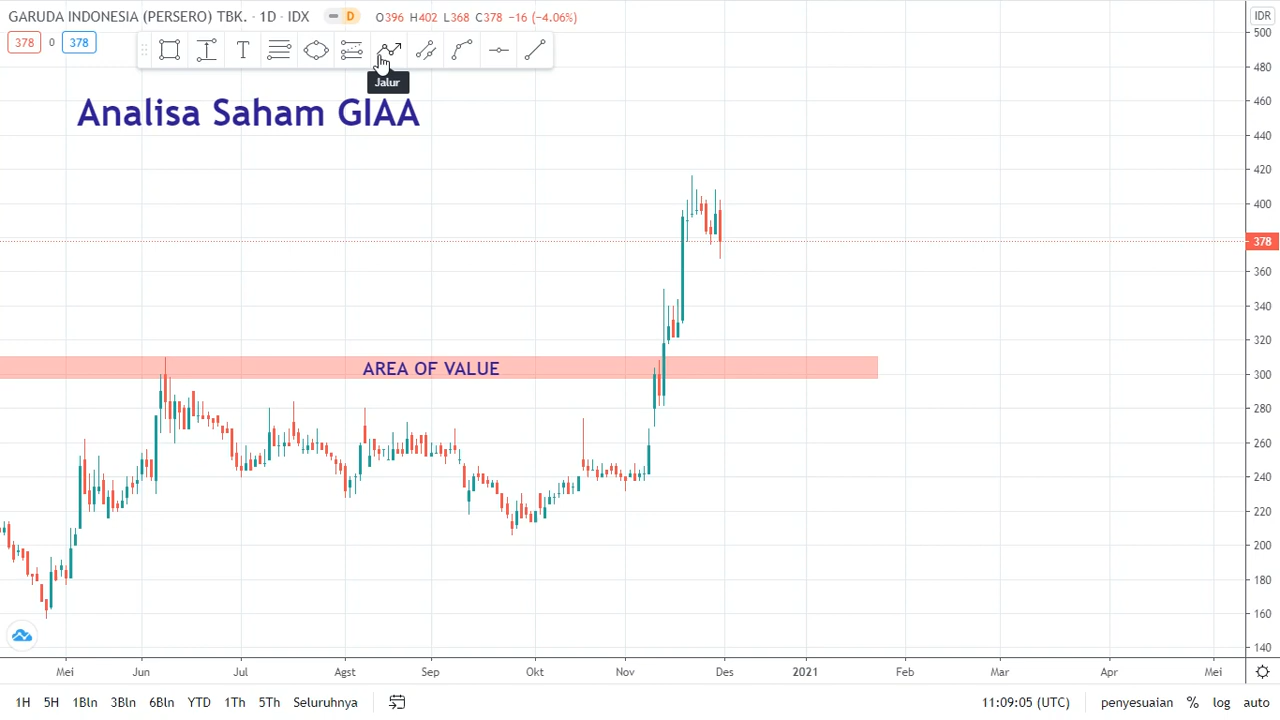 GARUDA INDONESIA (PERSERO) TBK. · 1D · IDX D O396 H402 L368 C378 −16 (−4.06%) IDR
378 0 378
T
Jalur
Analisa Saham GIAA
AREA OF VALUE
500
480
460
440
420
400
378
360
340
320
300
280
260
240
220
200
180
160
140
Mei Jun Jul Agst Sep Okt Nov Des 2021 Feb Mar Apr Mei
1H 5H 1Bln 3Bln 6Bln YTD 1Th 5Th Seluruhnya 11:09:05 (UTC) penyesuaian % log auto